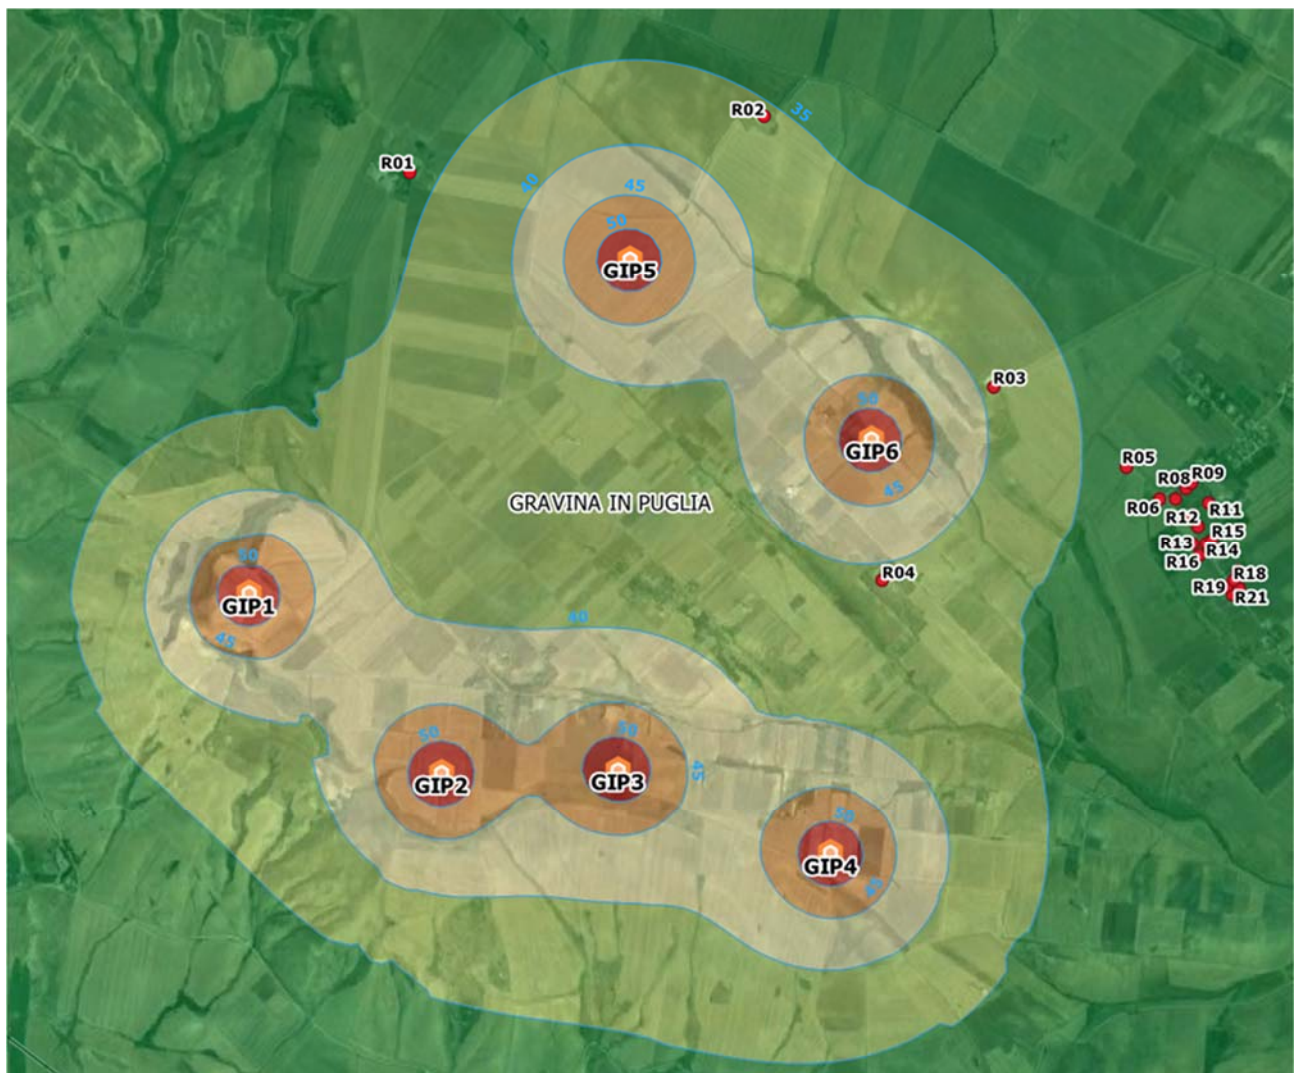 R02
35
R01
40
45
50
GIP5
R03
50
GIP6
45
R05
R08
R09
R06
R11
GRAVINA IN PUGLIA
R12
R15
R13
R14
R16
R04
R18
R19
R21
50
GIP1
45
40
50
50
GIP2
GIP3
45
50
GIP4
45